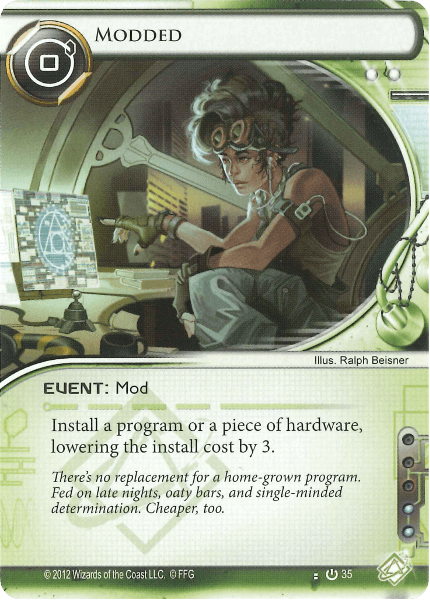 MODDED
Illus. Ralph Beisner
EVENT: Mod
Install a program or a piece of hardware,
lowering the install cost by 3.
There's no replacement for a home-grown program.
Fed on late nights, oaty bars, and single-minded
determination. Cheaper, too.
© 2012 Wizards of the Coast LLC. © FFG
35